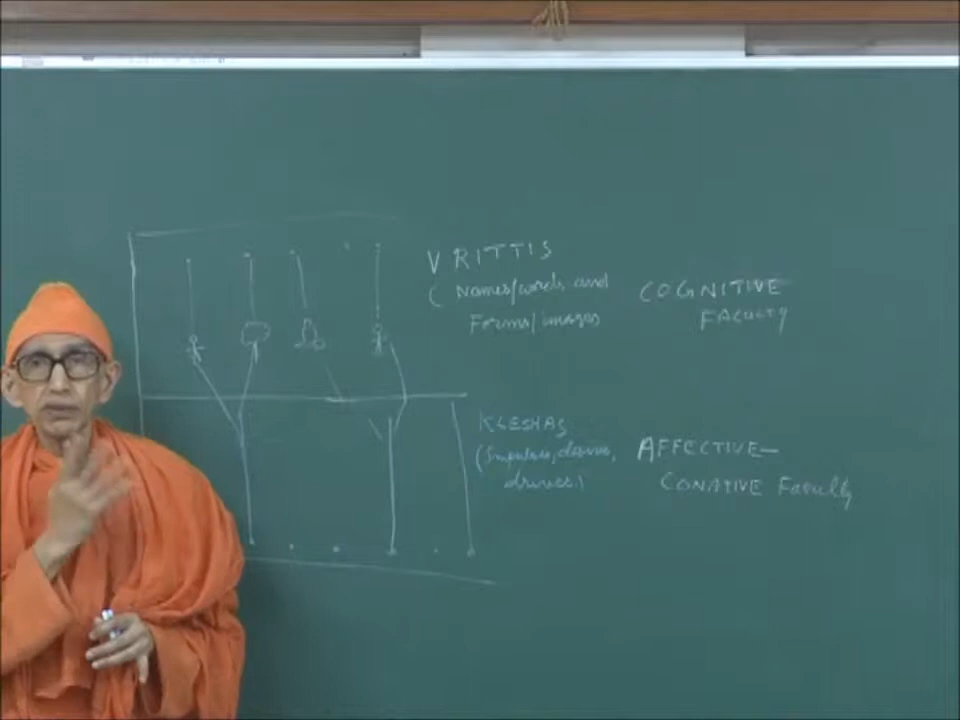 VRITTIS
( Names/words and
Forms/images
COGNITIVE
FACULTY
KLESHAS
(Impulses, desires,
drives)
AFFECTIVE-
CONATIVE Faculty